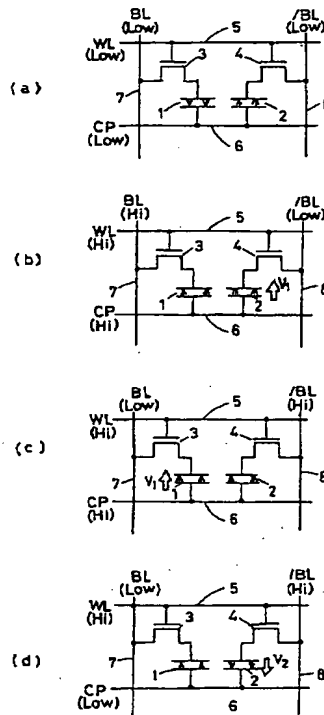 BL /BL
(Low) (Low)
WL 5
(Low) 3 4
(a) 7
1 2
CP
(Low) 6
BL /BL
(Hi) (Low)
WL 5
(Hi) 3 4
(b) 7 V1 8
1 2
CP
(Hi) 6
BL /BL
(Low) (Hi)
WL 5
(Hi) 3 4
(c) 7 V1 8
1 2
CP
(Hi) 6
BL /BL
(Low) (Hi)
WL 5
(Hi) 3 4
(d) 7 V2 8
1 2
CP
(Low) 6